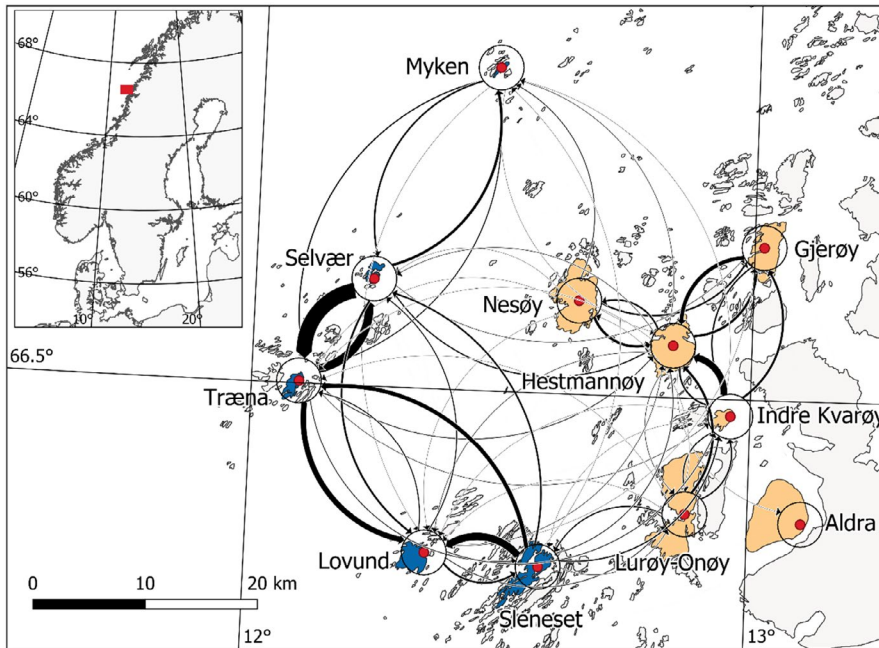 68°
64°
60°
56°
10°
20°
Myken
Selvær
Gjerøy
Nesøy
66.5°
Træna
Hestmannøy
Indre Kvarøy
Aldra
Lovund
Lurøy-Onøy
Sleneset
0
10
20 km
12°
13°